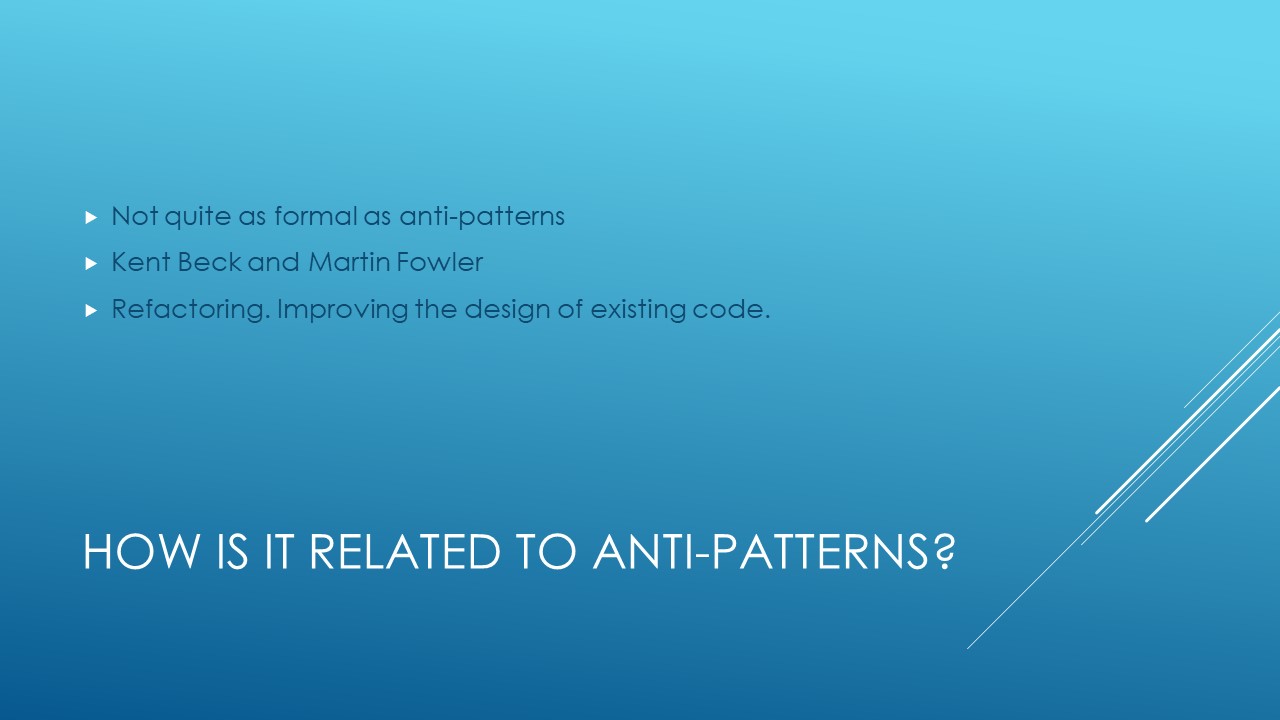 Not quite as formal as anti-patterns
Kent Beck and Martin Fowler
Refactoring. Improving the design of existing code.
HOW IS IT RELATED TO ANTI-PATTERNS?